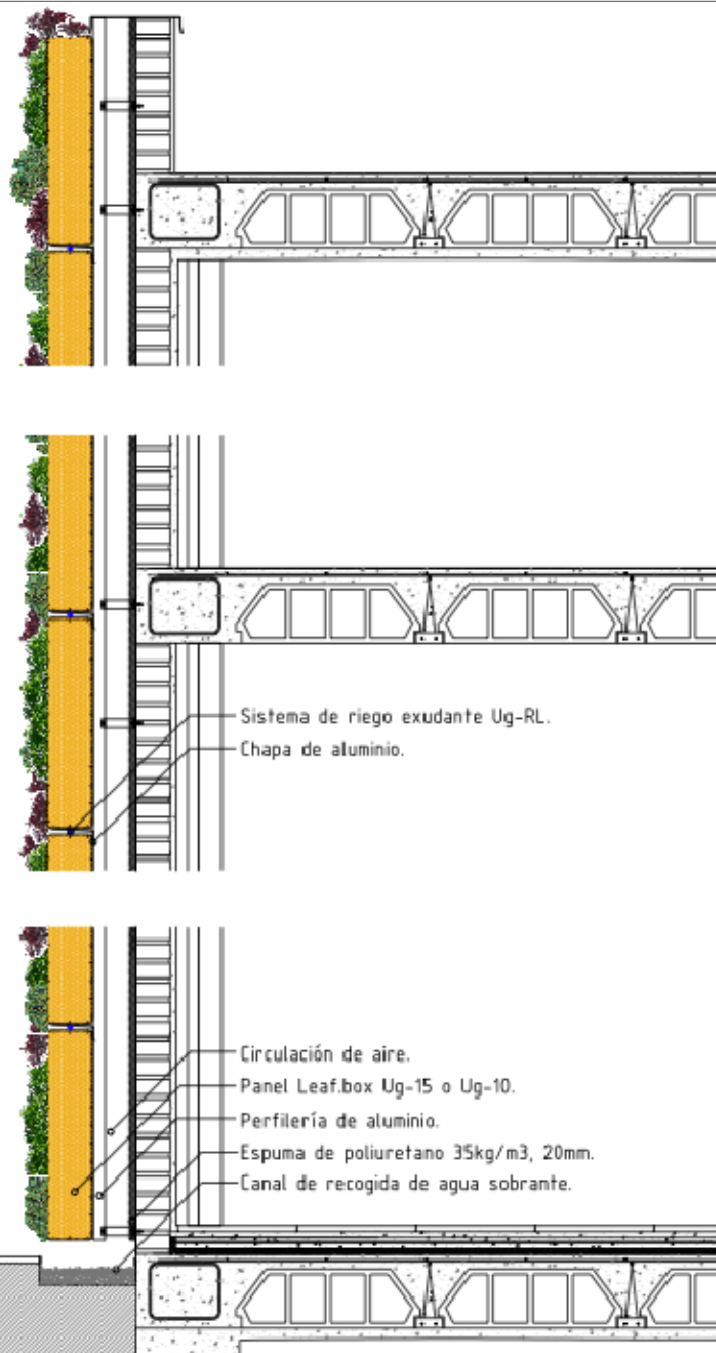 Sistema de riego exudante Ug-RL.
Chapa de aluminio.
Circulación de aire.
Panel Leaf.box Ug-15 o Ug-10.
Perfilería de aluminio.
Espuma de poliuretano 35kg/m3, 20mm.
Canal de recogida de agua sobrante.